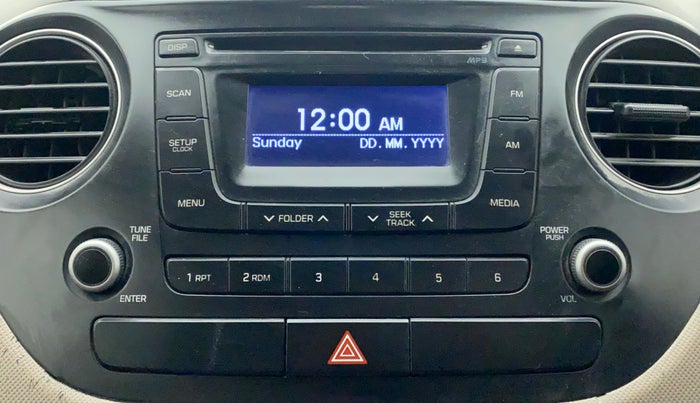 DISP
MP3
SCAN
FM
12:00 AM
SETUP
CLOCK
Sunday DD.MM.YYYY
AM
MENU
FOLDER
SEEK
TRACK
MEDIA
TUNE
FILE
POWER
PUSH
1 RPT
2 RDM
3
4
5
6
ENTER
VOL